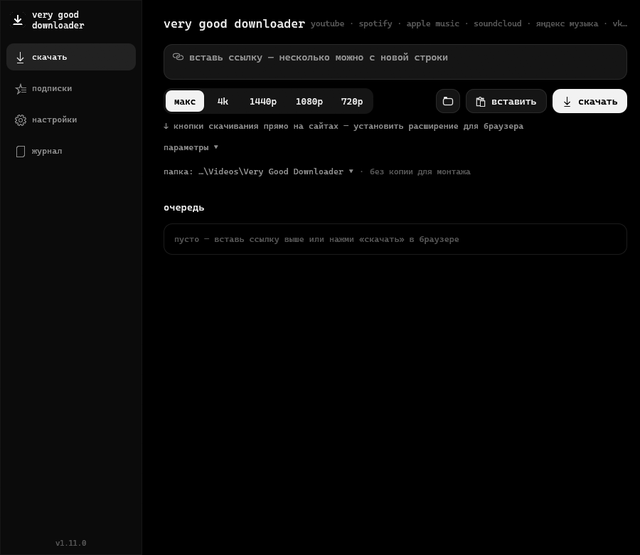 very good
downloader
скачать
подписки
настройки
журнал
v1.11.0
very good downloader youtube · spotify · apple music · soundcloud · яндекс музыка · vk…
вставь ссылку — несколько можно с новой строки
макс 4k 1440p 1080p 720p вставить скачать
↓ кнопки скачивания прямо на сайтах — установить расширение для браузера
параметры ▾
папка: …\Videos\Very Good Downloader ▾ · без копии для монтажа
очередь
пусто — вставь ссылку выше или нажми «скачать» в браузере